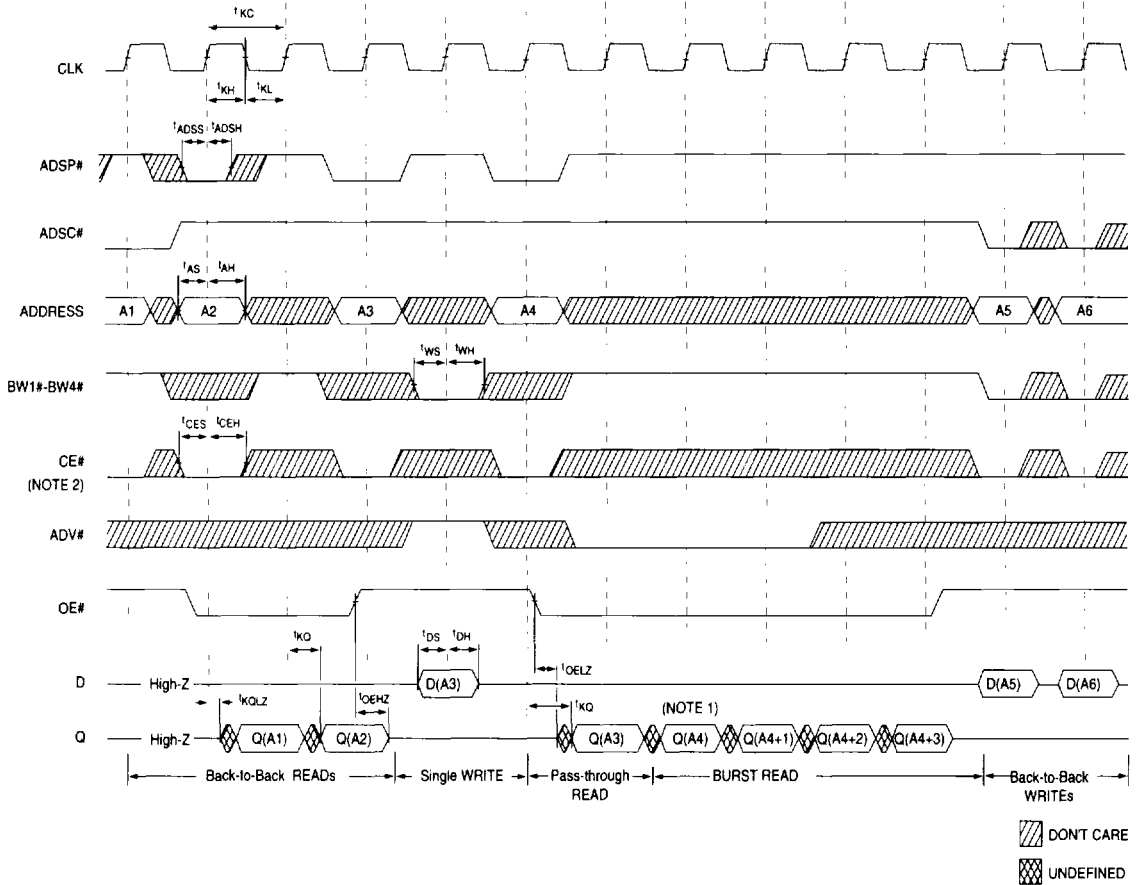 tKC
CLK
tKH tKL
tADSS tADSH
ADSP#
ADSC#
tAS tAH
ADDRESS A1 A2 A3 A4 A5 A6
tWS tWH
BW1#-BW4#
tCES tCEH
CE#
(NOTE 2)
ADV#
OE#
tKQ tDS tDH tOELZ
D High-Z D(A3) D(A5) D(A6)
tKQLZ tOEHZ tKQ (NOTE 1)
Q High-Z Q(A1) Q(A2) Q(A3) Q(A4) Q(A4+1) Q(A4+2) Q(A4+3)
Back-to-Back READs Single WRITE Pass-through BURST READ Back-to-Back
READ WRITEs
DON'T CARE
UNDEFINED